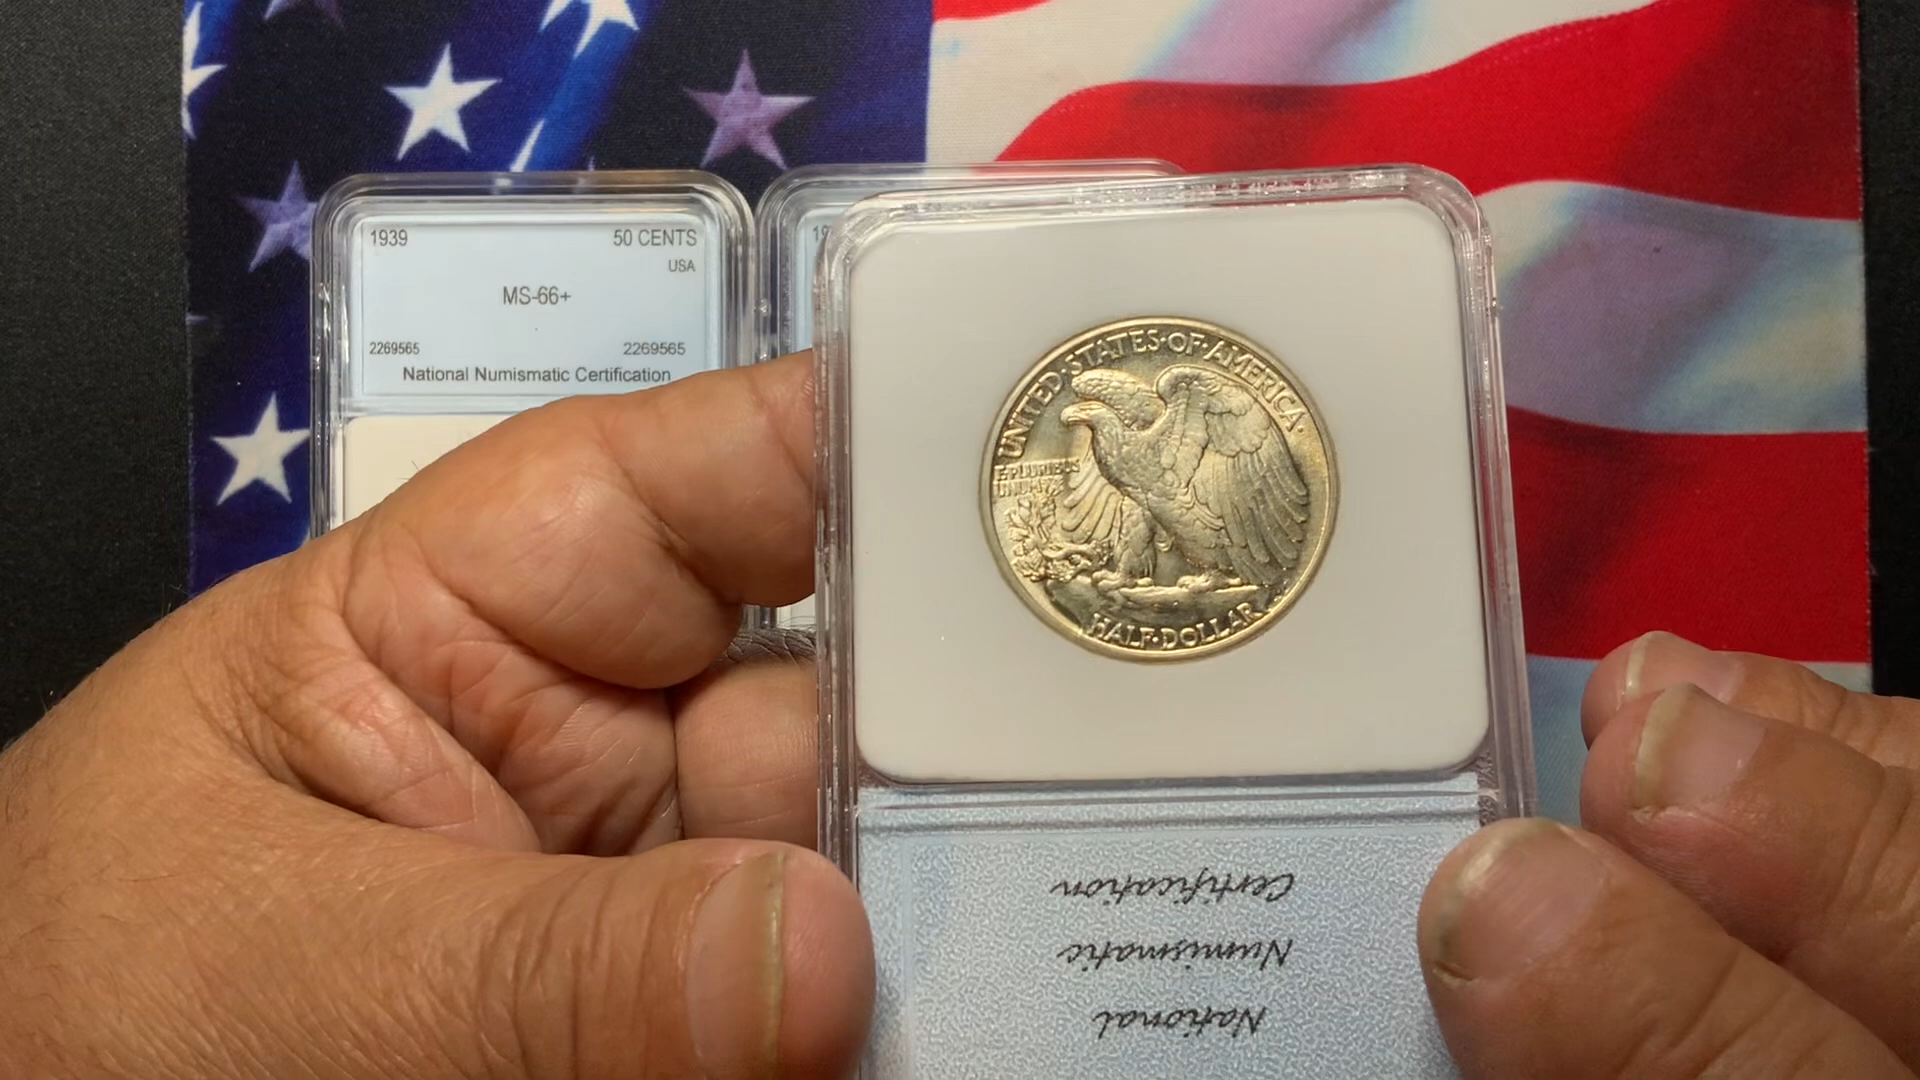 1939 50 CENTS
USA
MS-66+
2269565 2269565
National Numismatic Certification
19
UNITED·STATES·OF·AMERICA·
E·PLURIBUS
UNUM
HALF·DOLLAR
National
Numismatic
Certification